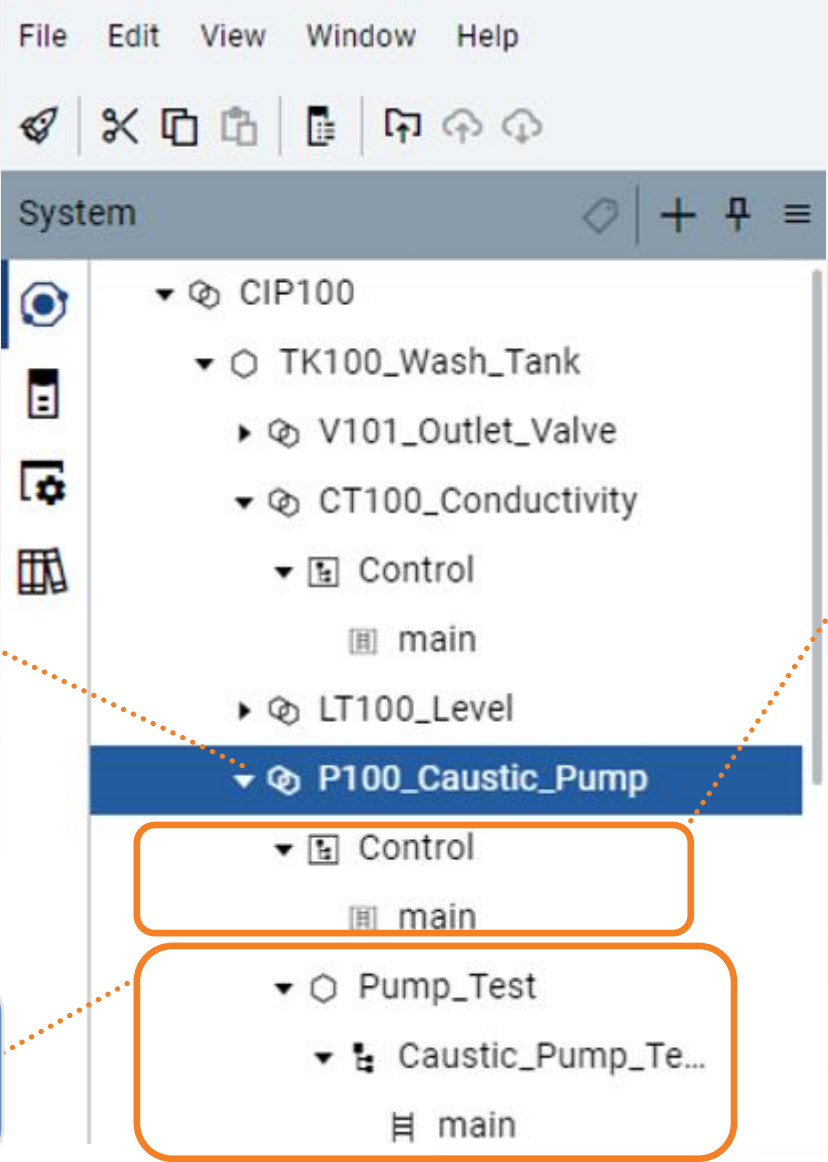 File Edit View Window Help
System
CIP100
TK100_Wash_Tank
V101_Outlet_Valve
CT100_Conductivity
Control
main
LT100_Level
P100_Caustic_Pump
Control
main
Pump_Test
Caustic_Pump_Te...
main